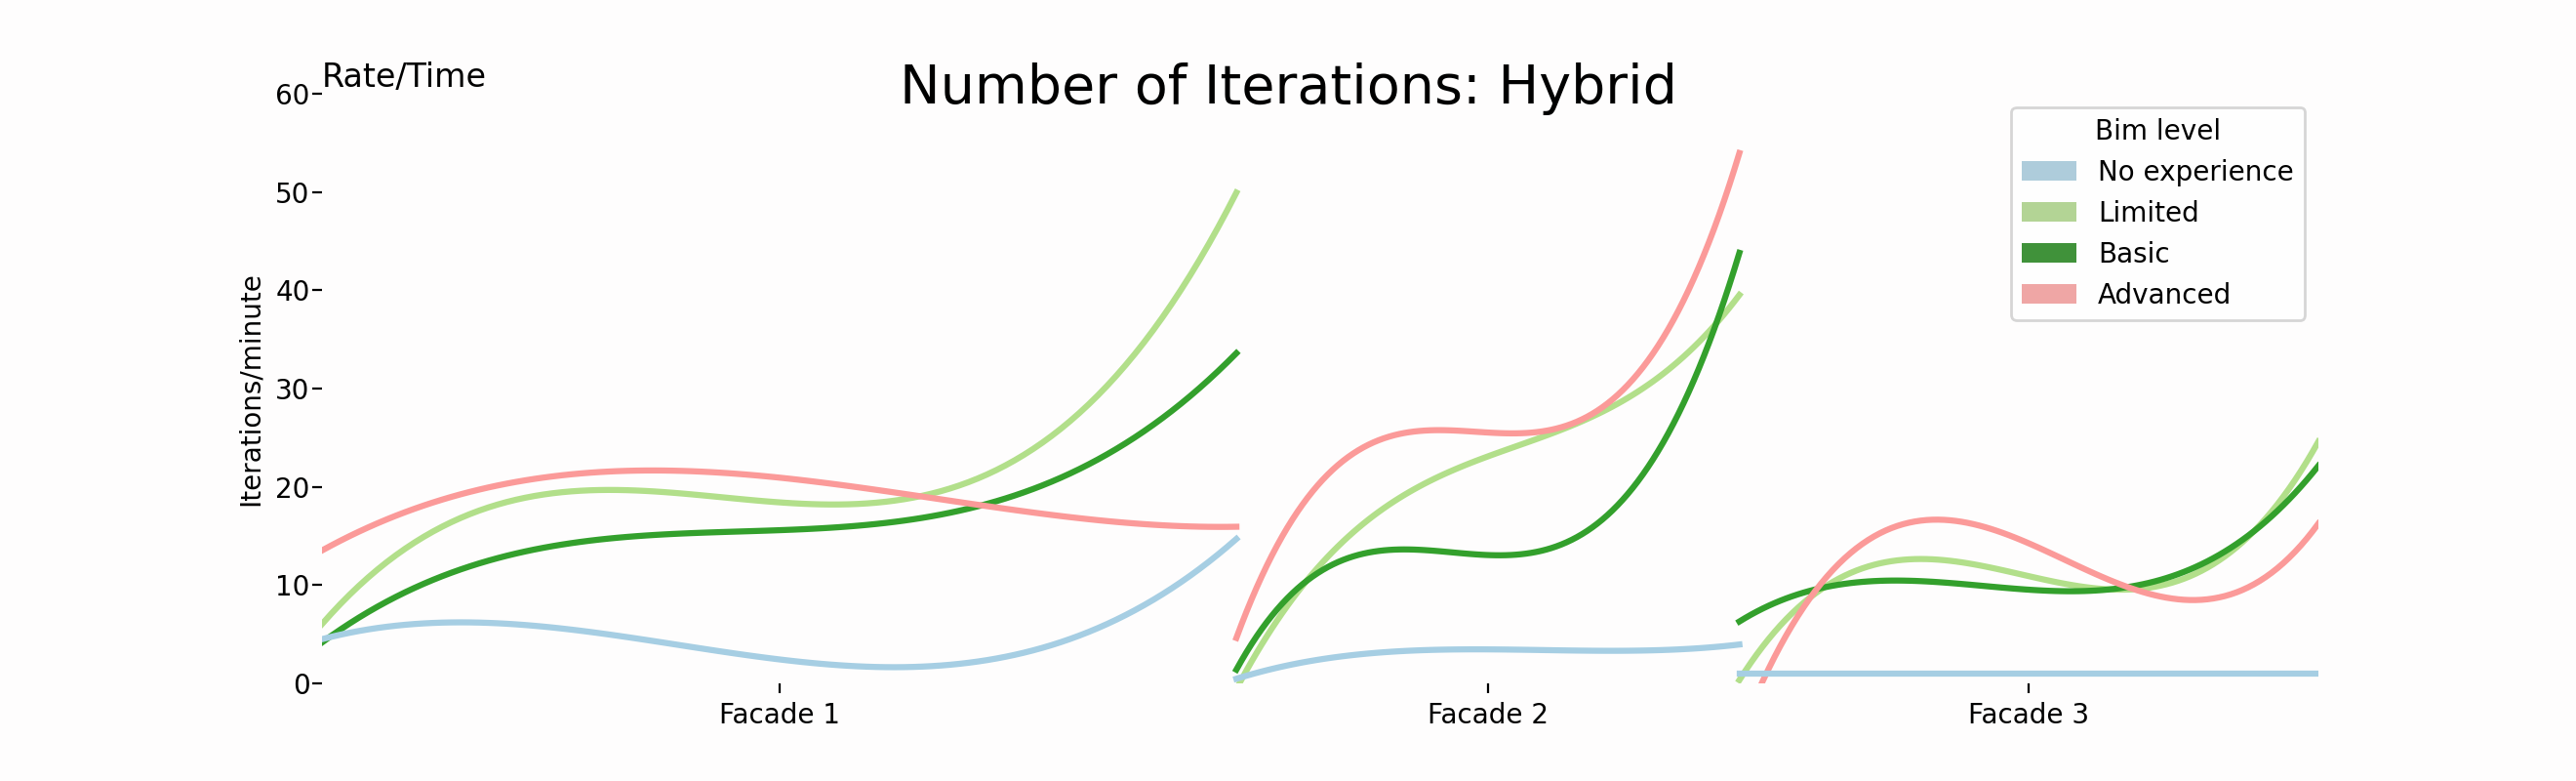 Rate/Time
Number of Iterations: Hybrid
60
50
40
30
20
10
0
Iterations/minute
Bim level
No experience
Limited
Basic
Advanced
Facade 1
Facade 2
Facade 3